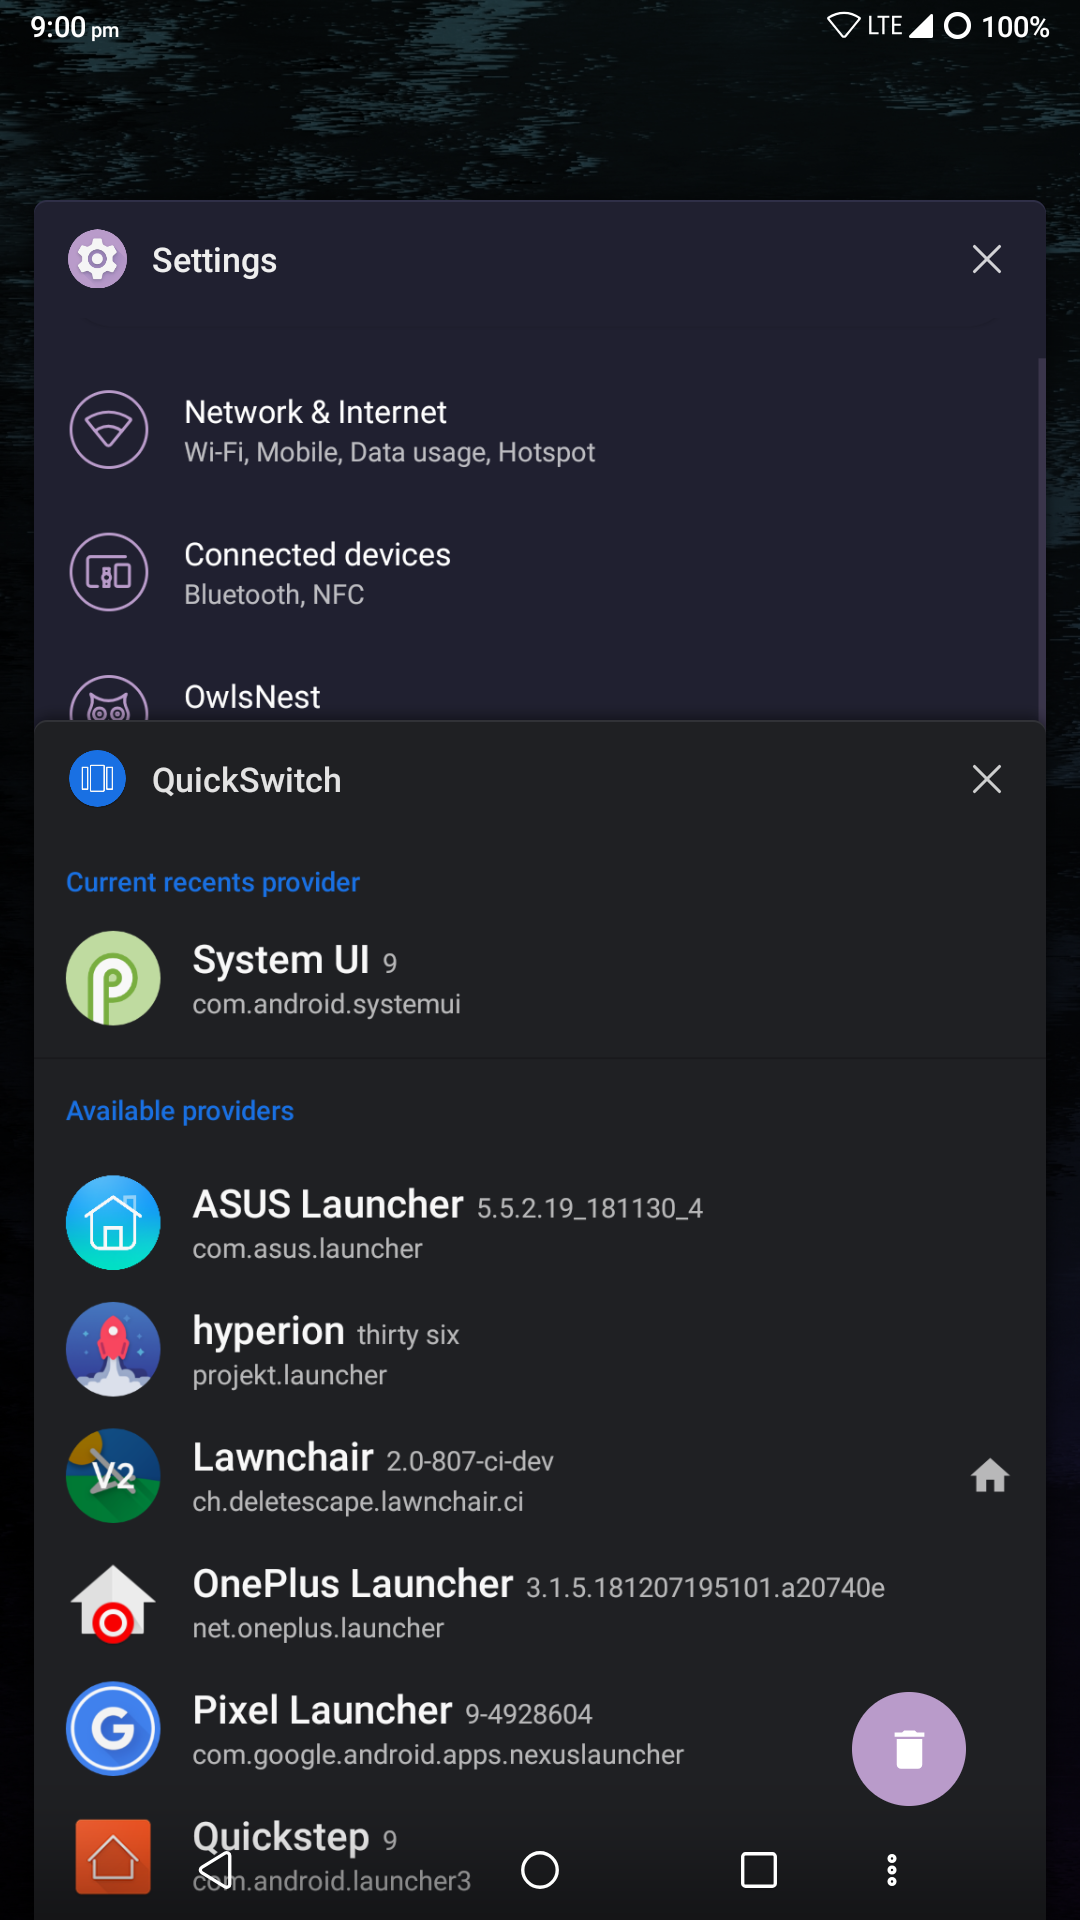 9:00 pm LTE 100%
Settings
Network & Internet
Wi-Fi, Mobile, Data usage, Hotspot
Connected devices
Bluetooth, NFC
OwlsNest
QuickSwitch
Current recents provider
System UI 9
com.android.systemui
Available providers
ASUS Launcher 5.5.2.19_181130_4
com.asus.launcher
hyperion thirty six
projekt.launcher
V2
Lawnchair 2.0-807-ci-dev
ch.deletescape.lawnchair.ci
OnePlus Launcher 3.1.5.181207195101.a20740e
net.oneplus.launcher
G
Pixel Launcher 9-4928604
com.google.android.apps.nexuslauncher
Quickstep 9
com.android.launcher3